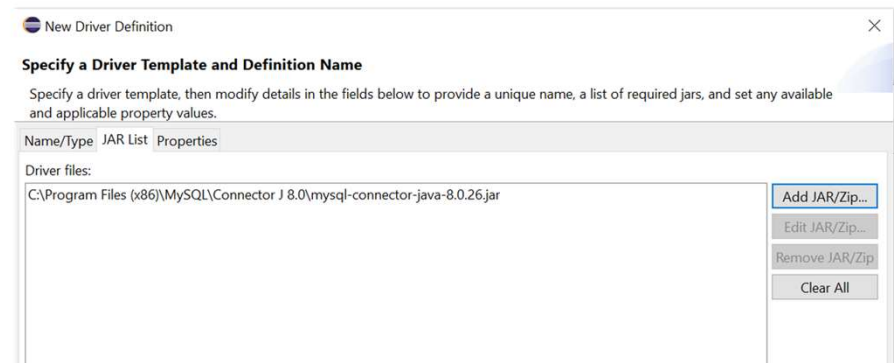 New Driver Definition
Specify a Driver Template and Definition Name
Specify a driver template, then modify details in the fields below to provide a unique name, a list of required jars, and set any available
and applicable property values.
Name/Type JAR List Properties
Driver files:
C:\Program Files (x86)\MySQL\Connector J 8.0\mysql-connector-java-8.0.26.jar
Add JAR/Zip...
Edit JAR/Zip...
Remove JAR/Zip
Clear All